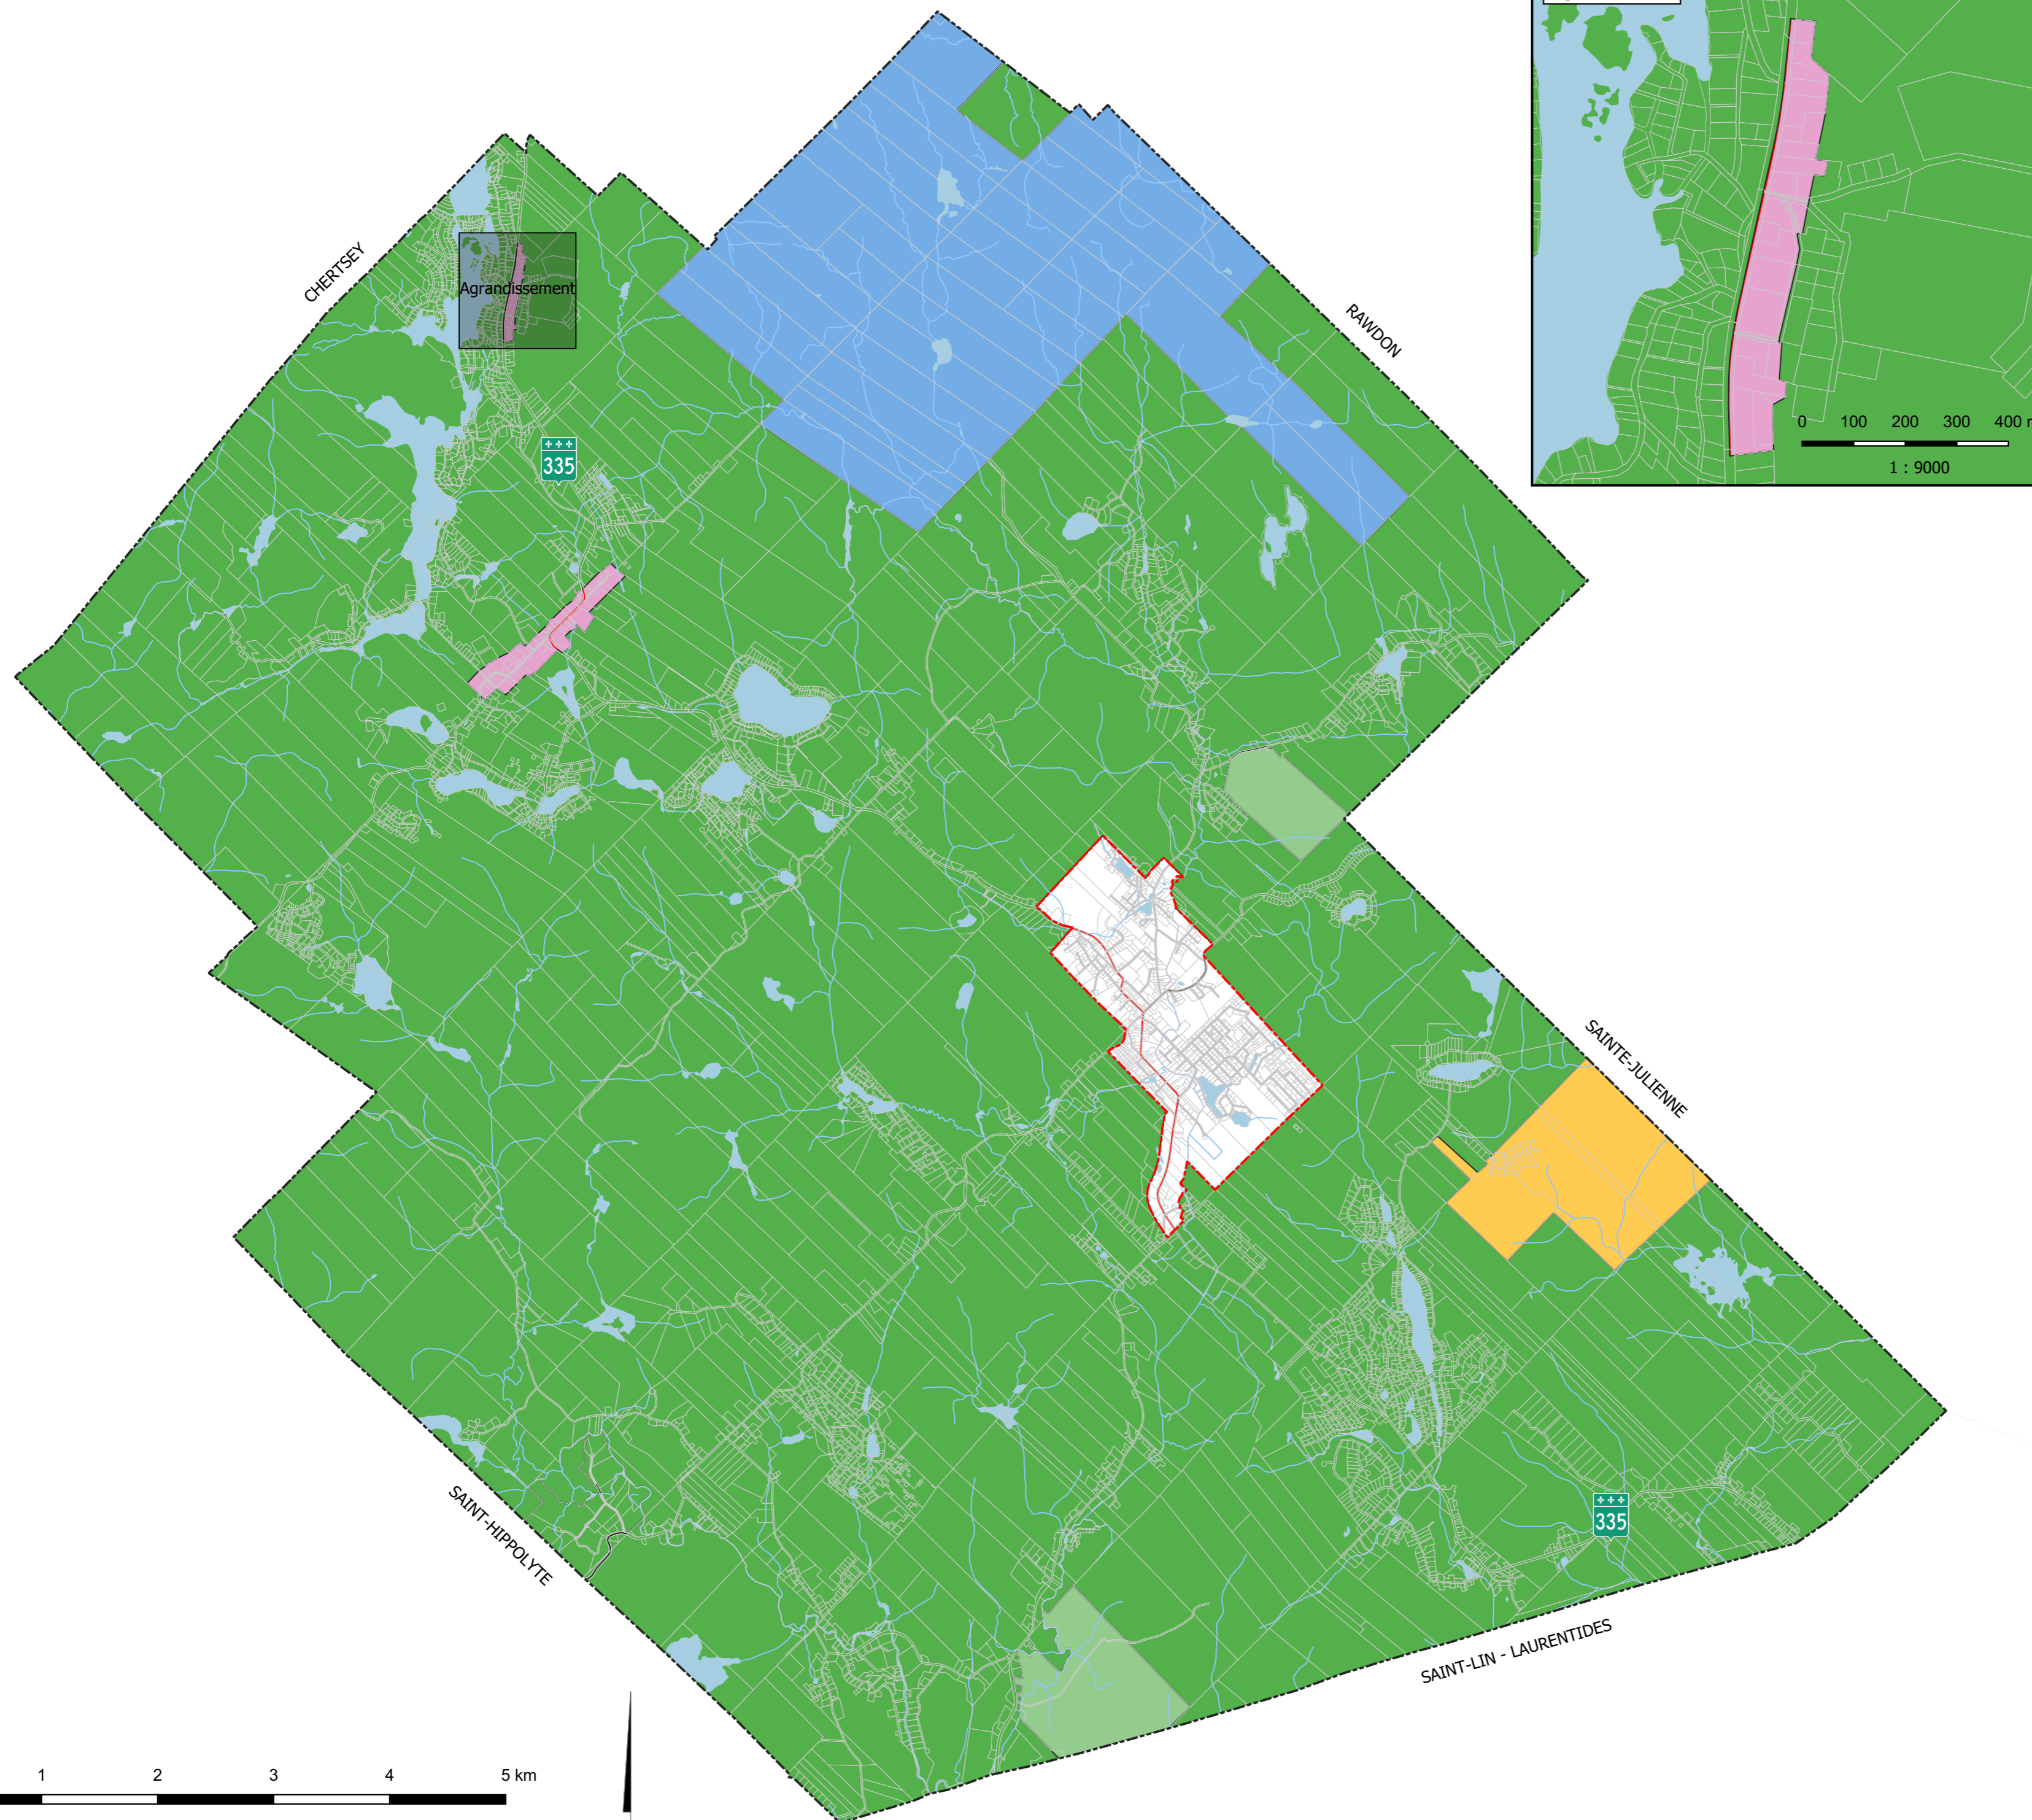 CHERTSEY
Agrandissement
RAWDON
0 100 200 300 400 m
1 : 9000
335
SAINTE-JULIENNE
SAINT-HIPPOLYTE
335
SAINT-LIN - LAURENTIDES
1 2 3 4 5 km